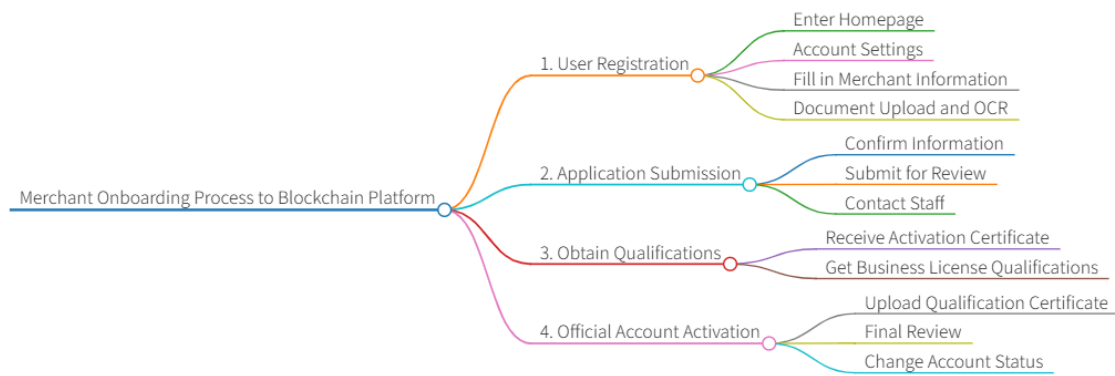 Merchant Onboarding Process to Blockchain Platform
1. User Registration
Enter Homepage
Account Settings
Fill in Merchant Information
Document Upload and OCR
2. Application Submission
Confirm Information
Submit for Review
Contact Staff
3. Obtain Qualifications
Receive Activation Certificate
Get Business License Qualifications
4. Official Account Activation
Upload Qualification Certificate
Final Review
Change Account Status